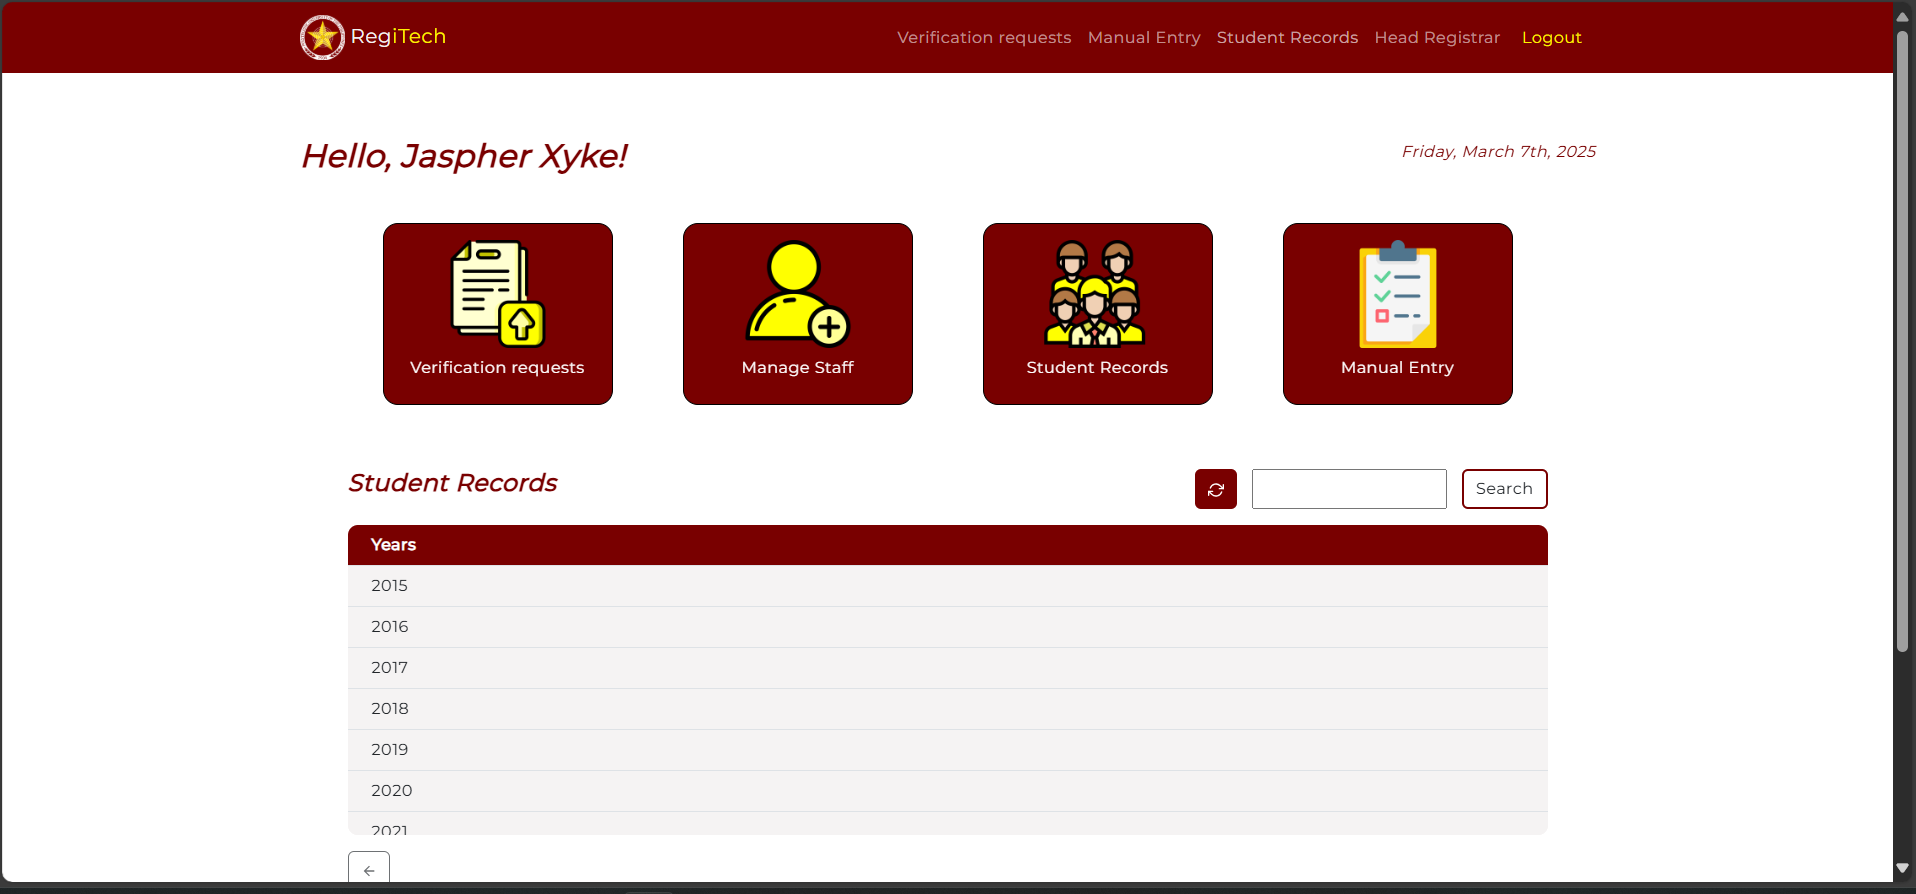 RegiTech
Verification requests Manual Entry Student Records Head Registrar Logout
Hello, Jaspher Xyke!
Friday, March 7th, 2025
Verification requests
Manage Staff
Student Records
Manual Entry
Student Records
Search
Years
2015
2016
2017
2018
2019
2020
2021